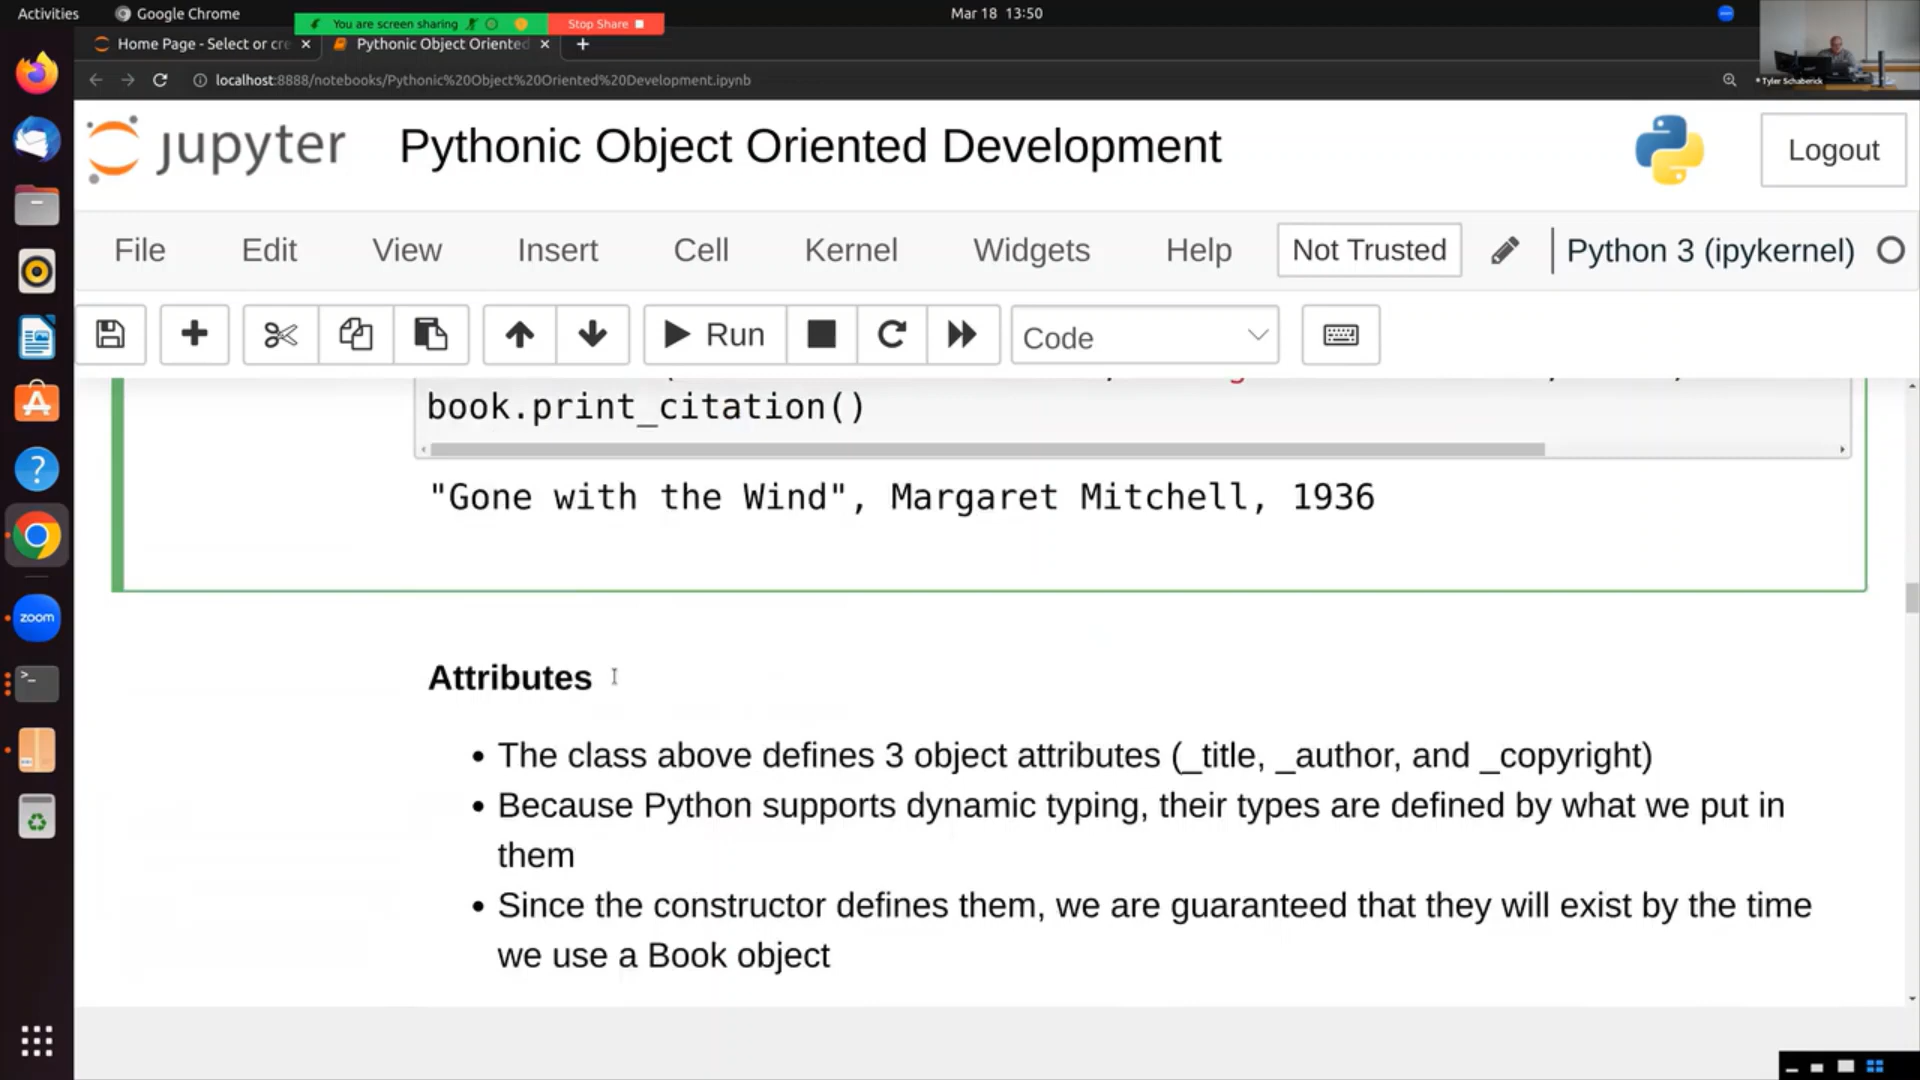 Activities
Google Chrome
You are screen sharing
Stop Share
Mar 18 13:50
Home Page - Select or cre
Pythonic Object Oriented
localhost:8888/notebooks/Pythonic%20Object%20Oriented%20Development.ipynb
Tyler Schaberick
jupyter
Pythonic Object Oriented Development
Logout
File
Edit
View
Insert
Cell
Kernel
Widgets
Help
Not Trusted
Python 3 (ipykernel)
Run
Code
book.print_citation()
"Gone with the Wind", Margaret Mitchell, 1936
zoom
Attributes
• The class above defines 3 object attributes (_title, _author, and _copyright)
• Because Python supports dynamic typing, their types are defined by what we put in
them
• Since the constructor defines them, we are guaranteed that they will exist by the time
we use a Book object